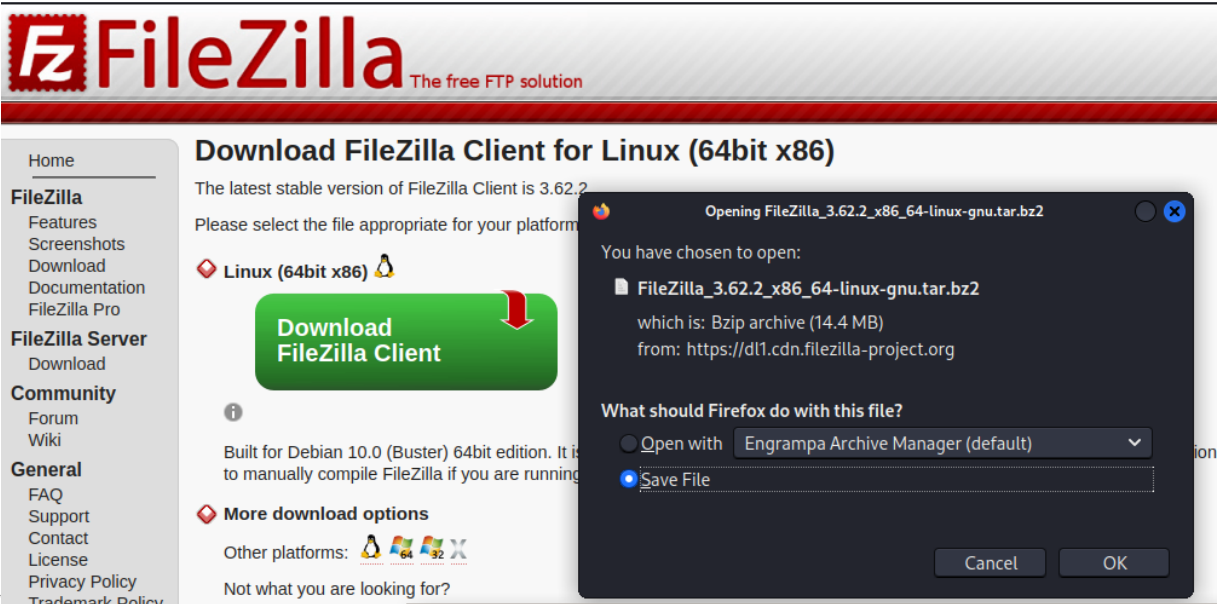 Fz FileZilla The free FTP solution
Home
FileZilla
Features
Screenshots
Download
Documentation
FileZilla Pro
FileZilla Server
Download
Community
Forum
Wiki
General
FAQ
Support
Contact
License
Privacy Policy
Trademark Policy
Download FileZilla Client for Linux (64bit x86)
The latest stable version of FileZilla Client is 3.62.2
Please select the file appropriate for your platform
Linux (64bit x86)
Download
FileZilla Client
Built for Debian 10.0 (Buster) 64bit edition. It
to manually compile FileZilla if you are running
More download options
Other platforms: 64 32
Not what you are looking for?
Opening FileZilla_3.62.2_x86_64-linux-gnu.tar.bz2
You have chosen to open:
FileZilla_3.62.2_x86_64-linux-gnu.tar.bz2
which is: Bzip archive (14.4 MB)
from: https://dl1.cdn.filezilla-project.org
What should Firefox do with this file?
Open with Engrampa Archive Manager (default)
Save File
Cancel OK